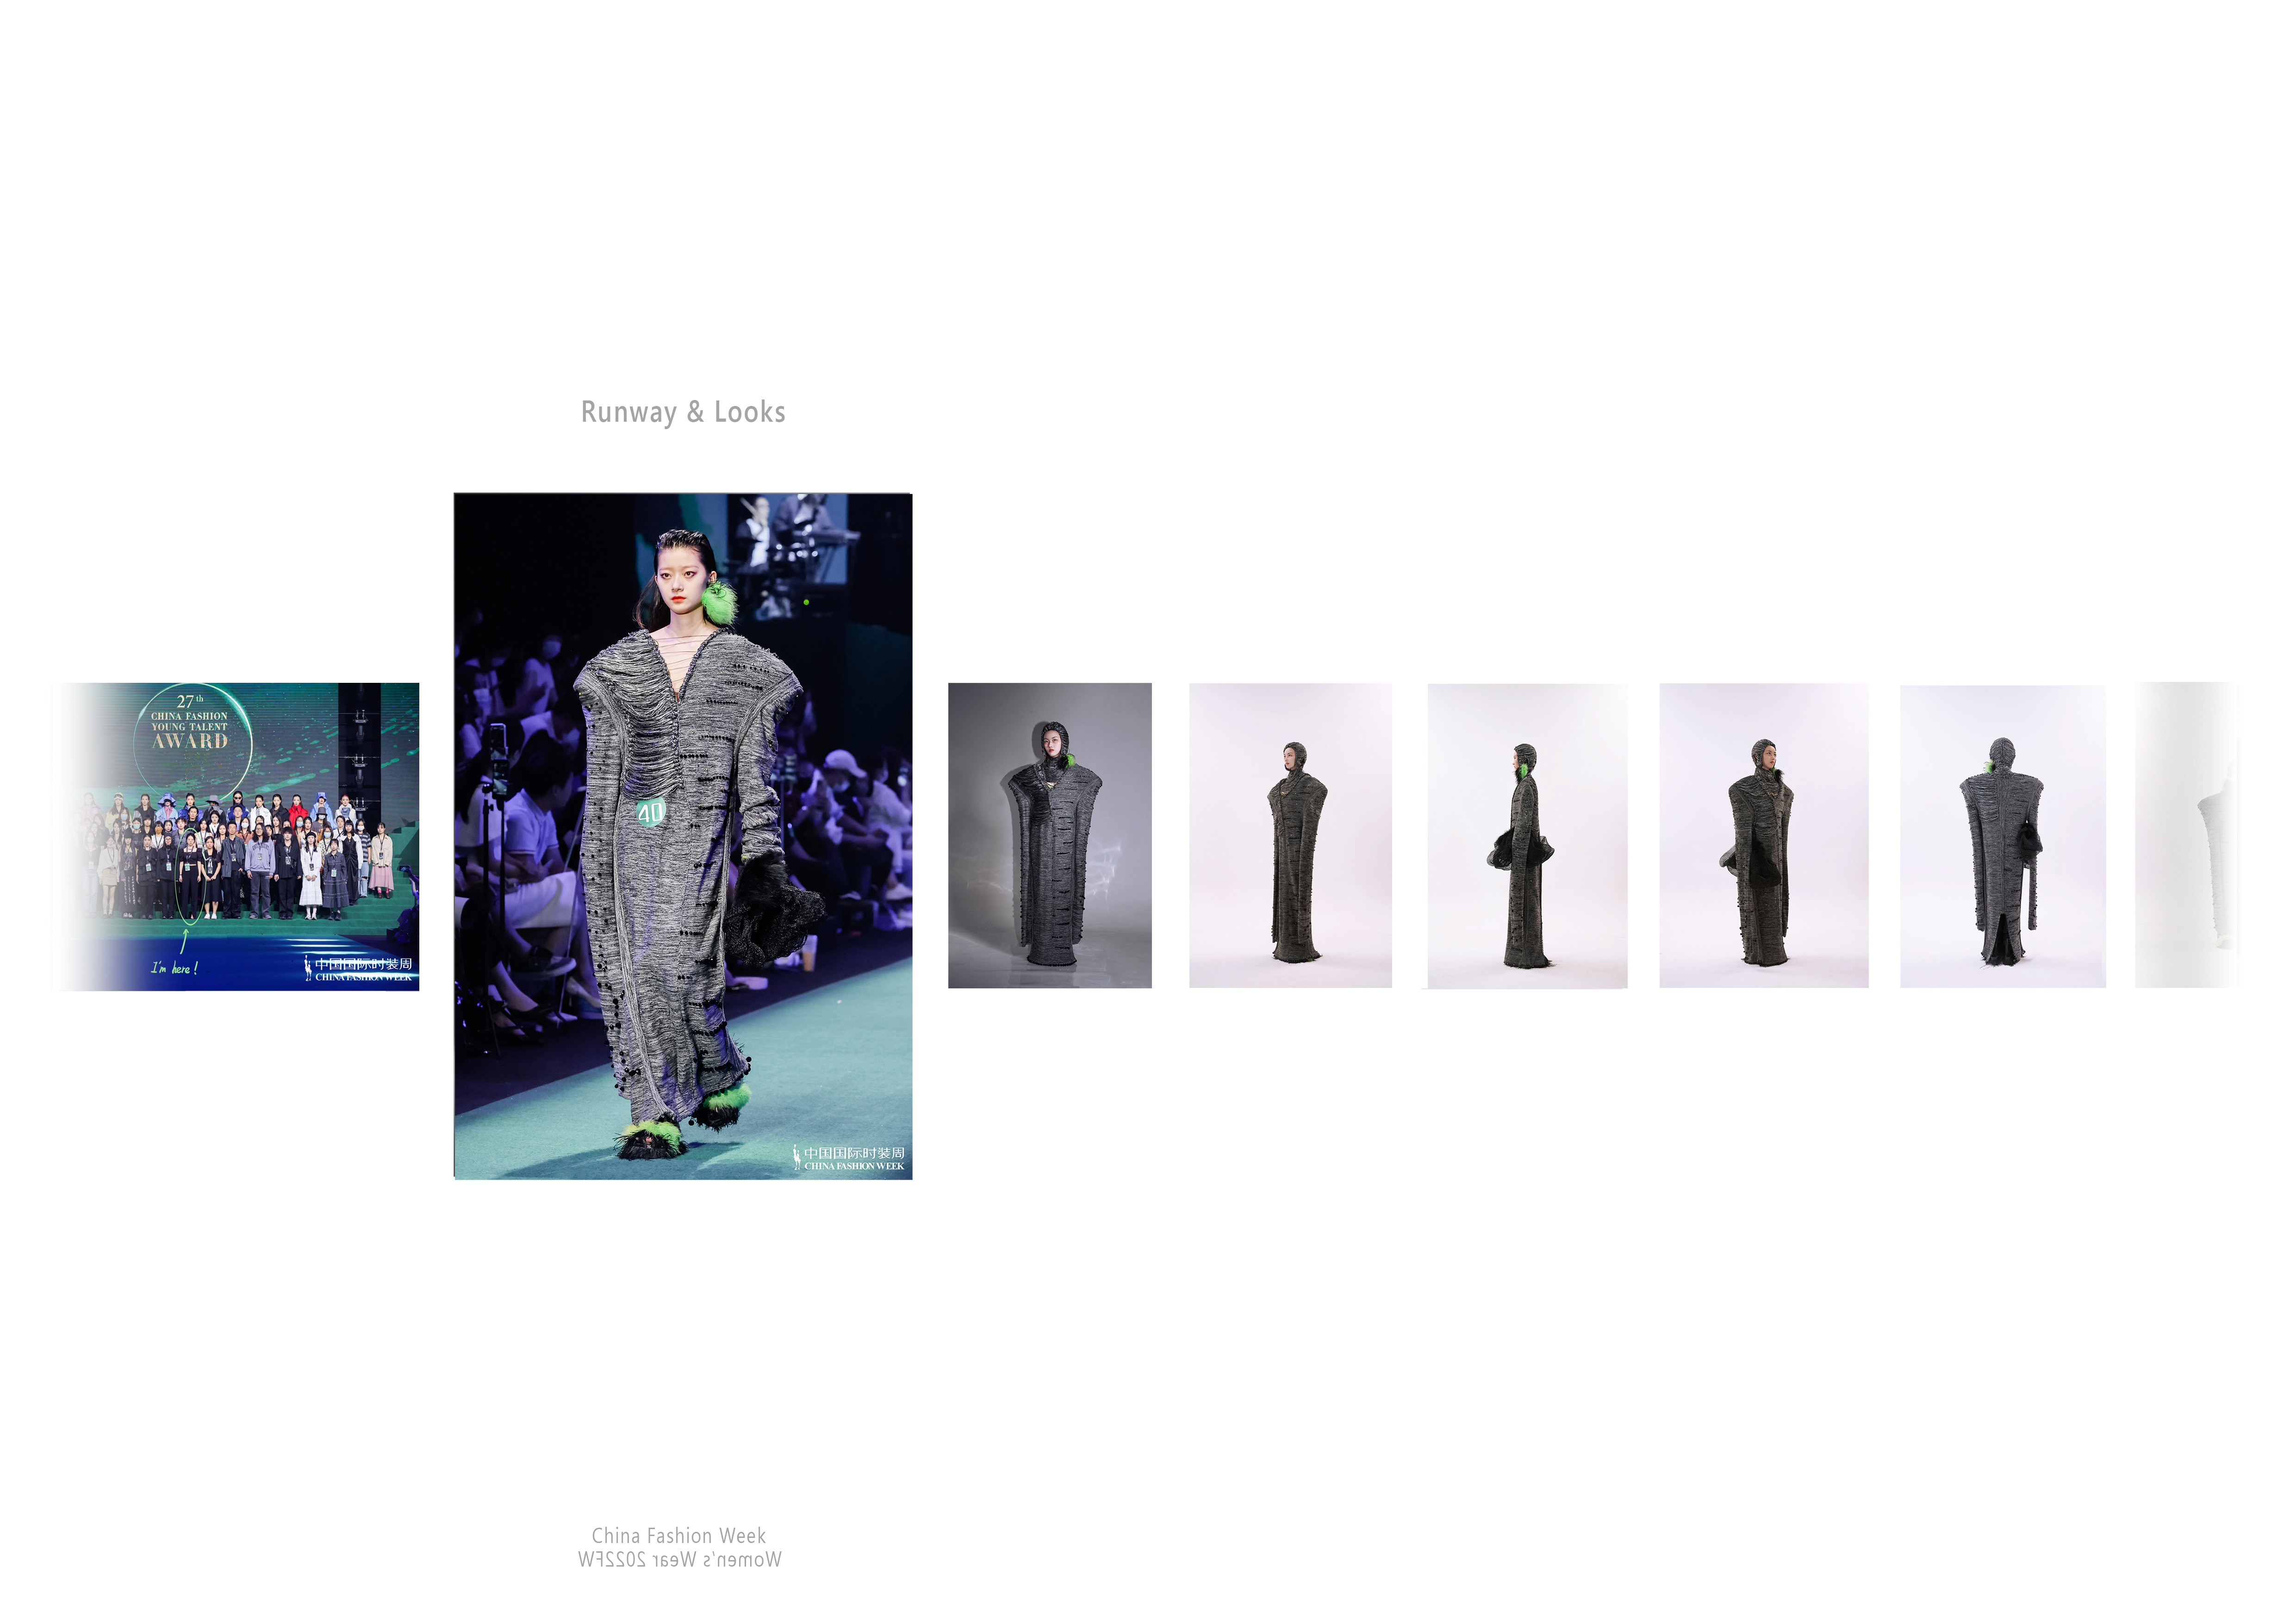 Runway & Looks
27th
CHINA FASHION
YOUNG TALENT
AWARD
I'm here!
中国国际时装周
CHINA FASHION WEEK
40
中国国际时装周
CHINA FASHION WEEK
China Fashion Week
Women's Wear 2022FW